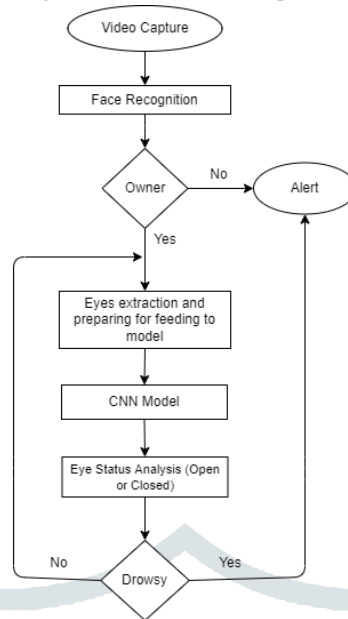 Video Capture
Face Recognition
Owner
No
Alert
Yes
Eyes extraction and
preparing for feeding to
model
CNN Model
Eye Status Analysis (Open
or Closed)
No
Drowsy
Yes